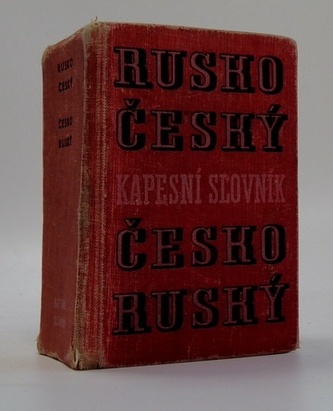 RUSKO
ČESKÝ
ČESKO
RUSKÝ
RUSKO
ČESKÝ
KAPESNÍ SLOVNÍK
ČESKO
RUSKÝ